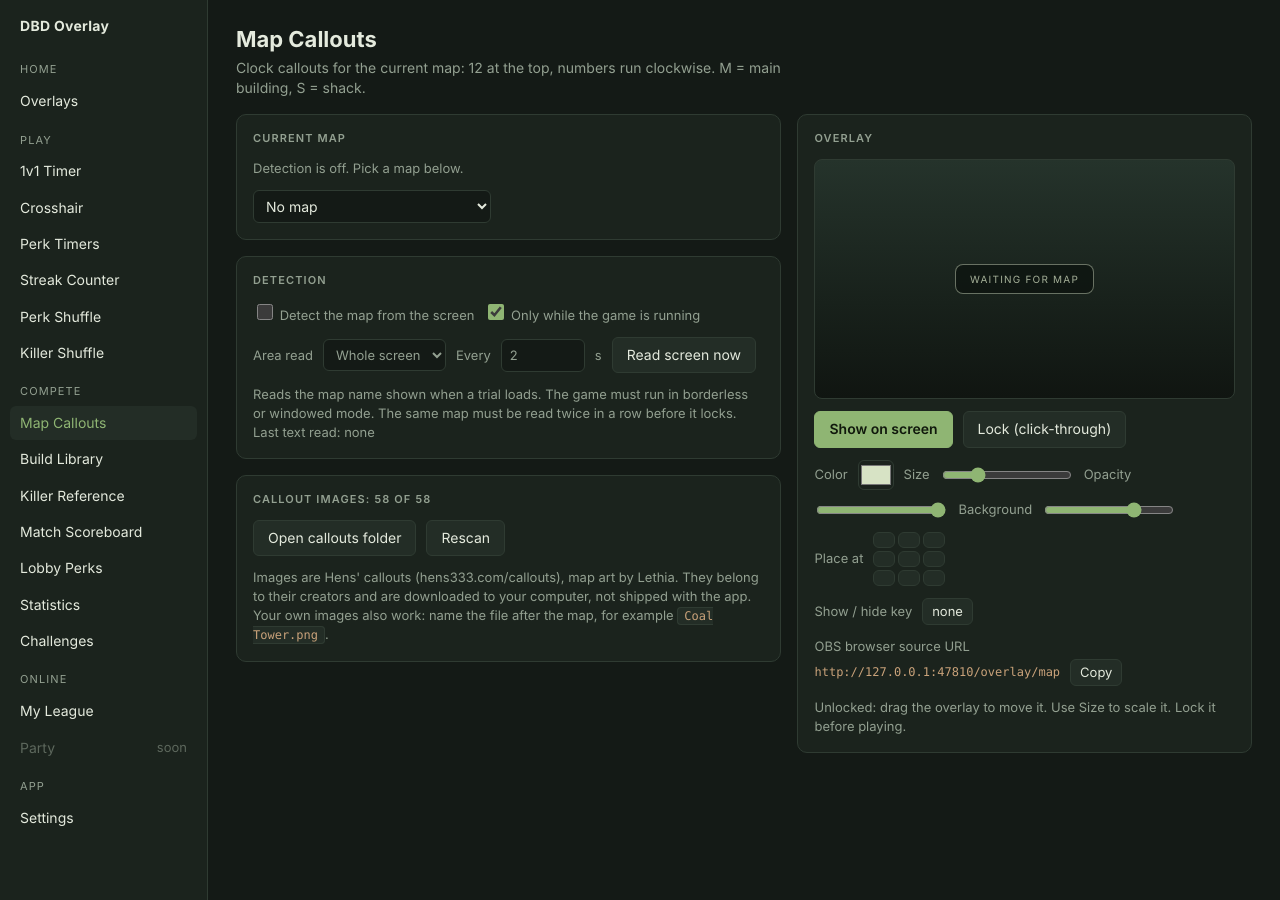 DBD Overlay
HOME
Overlays
PLAY
1v1 Timer
Crosshair
Perk Timers
Streak Counter
Perk Shuffle
Killer Shuffle
COMPETE
Map Callouts
Build Library
Killer Reference
Match Scoreboard
Lobby Perks
Statistics
Challenges
ONLINE
My League
Party soon
APP
Settings
Map Callouts
Clock callouts for the current map: 12 at the top, numbers run clockwise. M = main
building, S = shack.
CURRENT MAP
Detection is off. Pick a map below.
No map
DETECTION
Detect the map from the screen Only while the game is running
Area read Whole screen Every 2 s Read screen now
Reads the map name shown when a trial loads. The game must run in borderless
or windowed mode. The same map must be read twice in a row before it locks.
Last text read: none
CALLOUT IMAGES: 58 OF 58
Open callouts folder Rescan
Images are Hens' callouts (hens333.com/callouts), map art by Lethia. They belong
to their creators and are downloaded to your computer, not shipped with the app.
Your own images also work: name the file after the map, for example Coal
Tower.png.
OVERLAY
WAITING FOR MAP
Show on screen Lock (click-through)
Color Size Opacity
Background
Place at
Show / hide key none
OBS browser source URL
http://127.0.0.1:47810/overlay/map Copy
Unlocked: drag the overlay to move it. Use Size to scale it. Lock it
before playing.